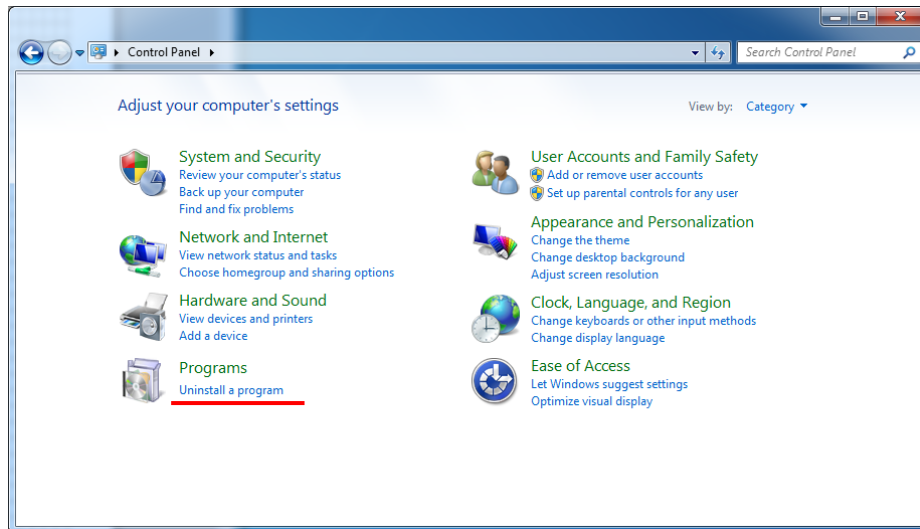 Control Panel
Search Control Panel
Adjust your computer's settings
View by: Category
System and Security
Review your computer's status
Back up your computer
Find and fix problems
Network and Internet
View network status and tasks
Choose homegroup and sharing options
Hardware and Sound
View devices and printers
Add a device
Programs
Uninstall a program
User Accounts and Family Safety
Add or remove user accounts
Set up parental controls for any user
Appearance and Personalization
Change the theme
Change desktop background
Adjust screen resolution
Clock, Language, and Region
Change keyboards or other input methods
Change display language
Ease of Access
Let Windows suggest settings
Optimize visual display